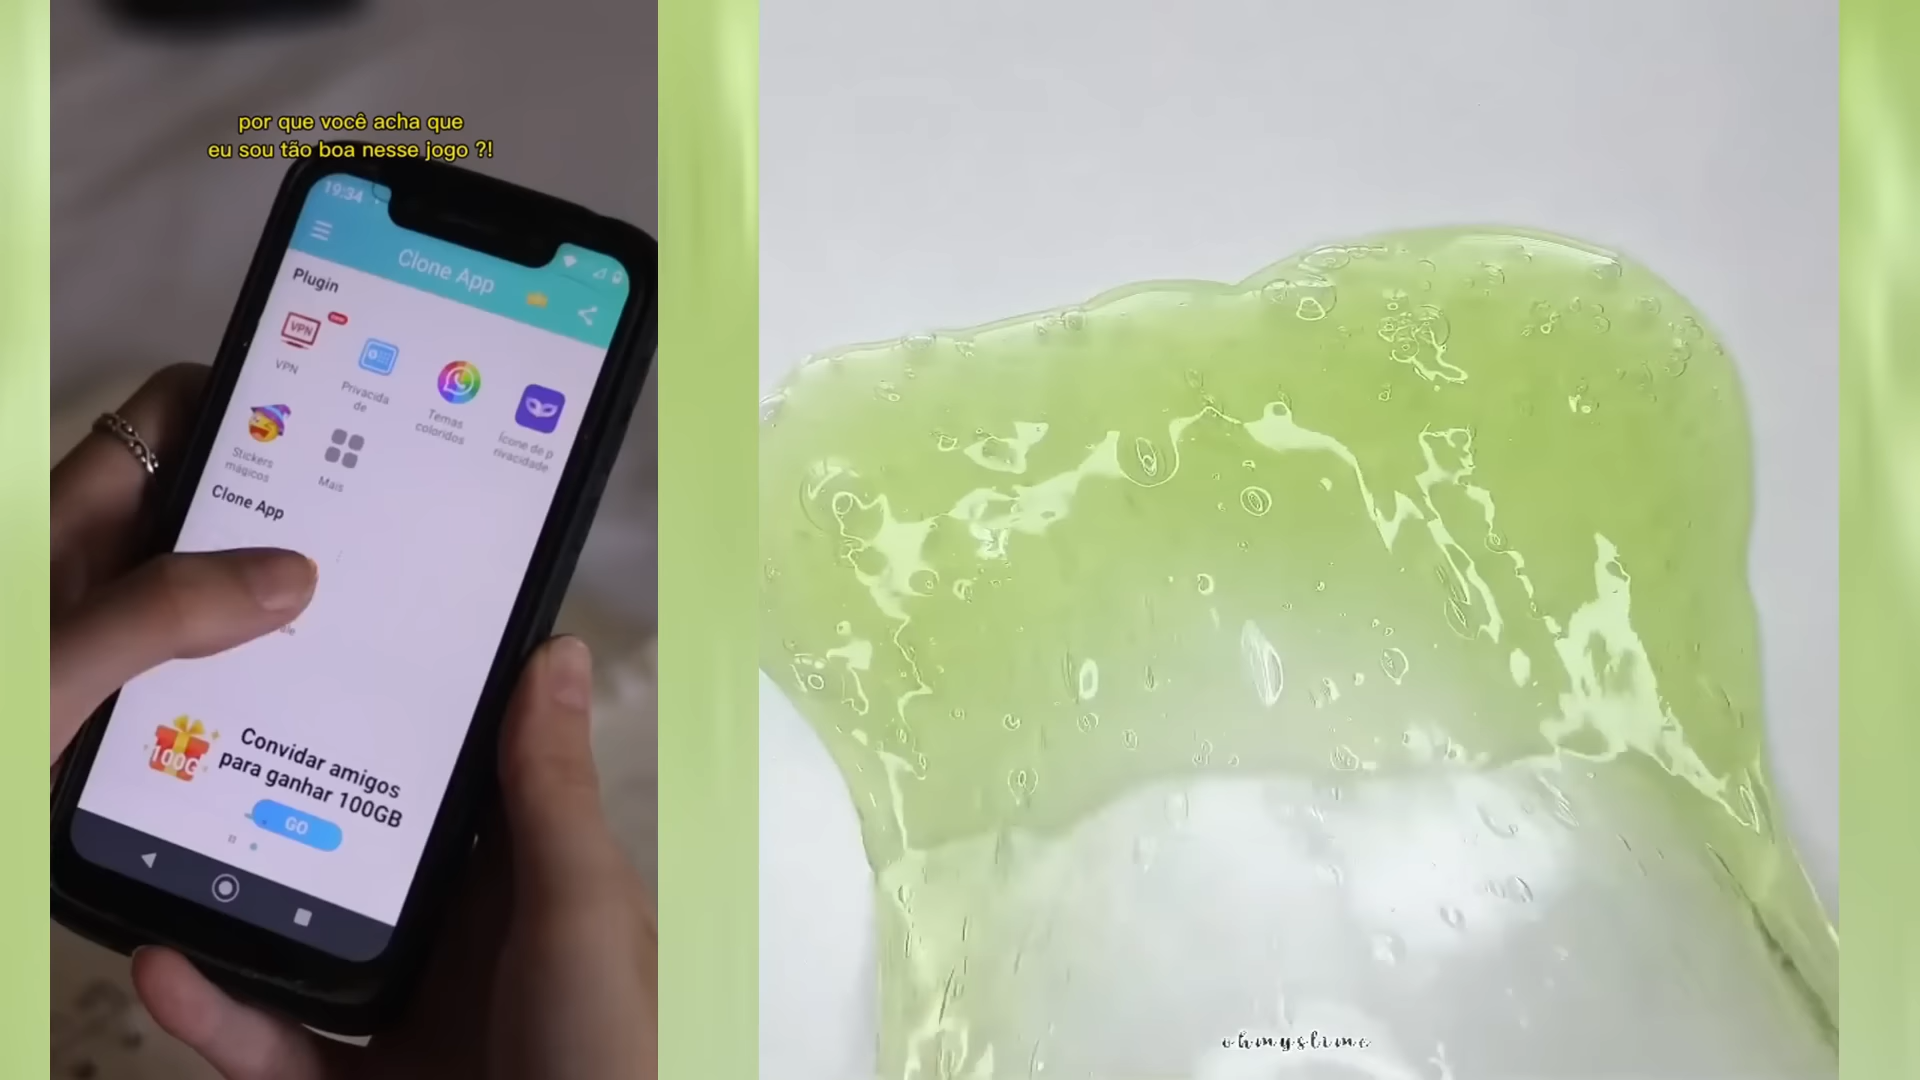 por que você acha que
eu sou tão boa nesse jogo ?!
19:34
Clone App
Plugin
VPN
VPN
Privacida
de
Temas
coloridos
Ícone de p
rivacidade
Stickers
mágicos
Mais
Clone App
Convidar amigos
para ganhar 100GB
100G
GO
ohmyslime